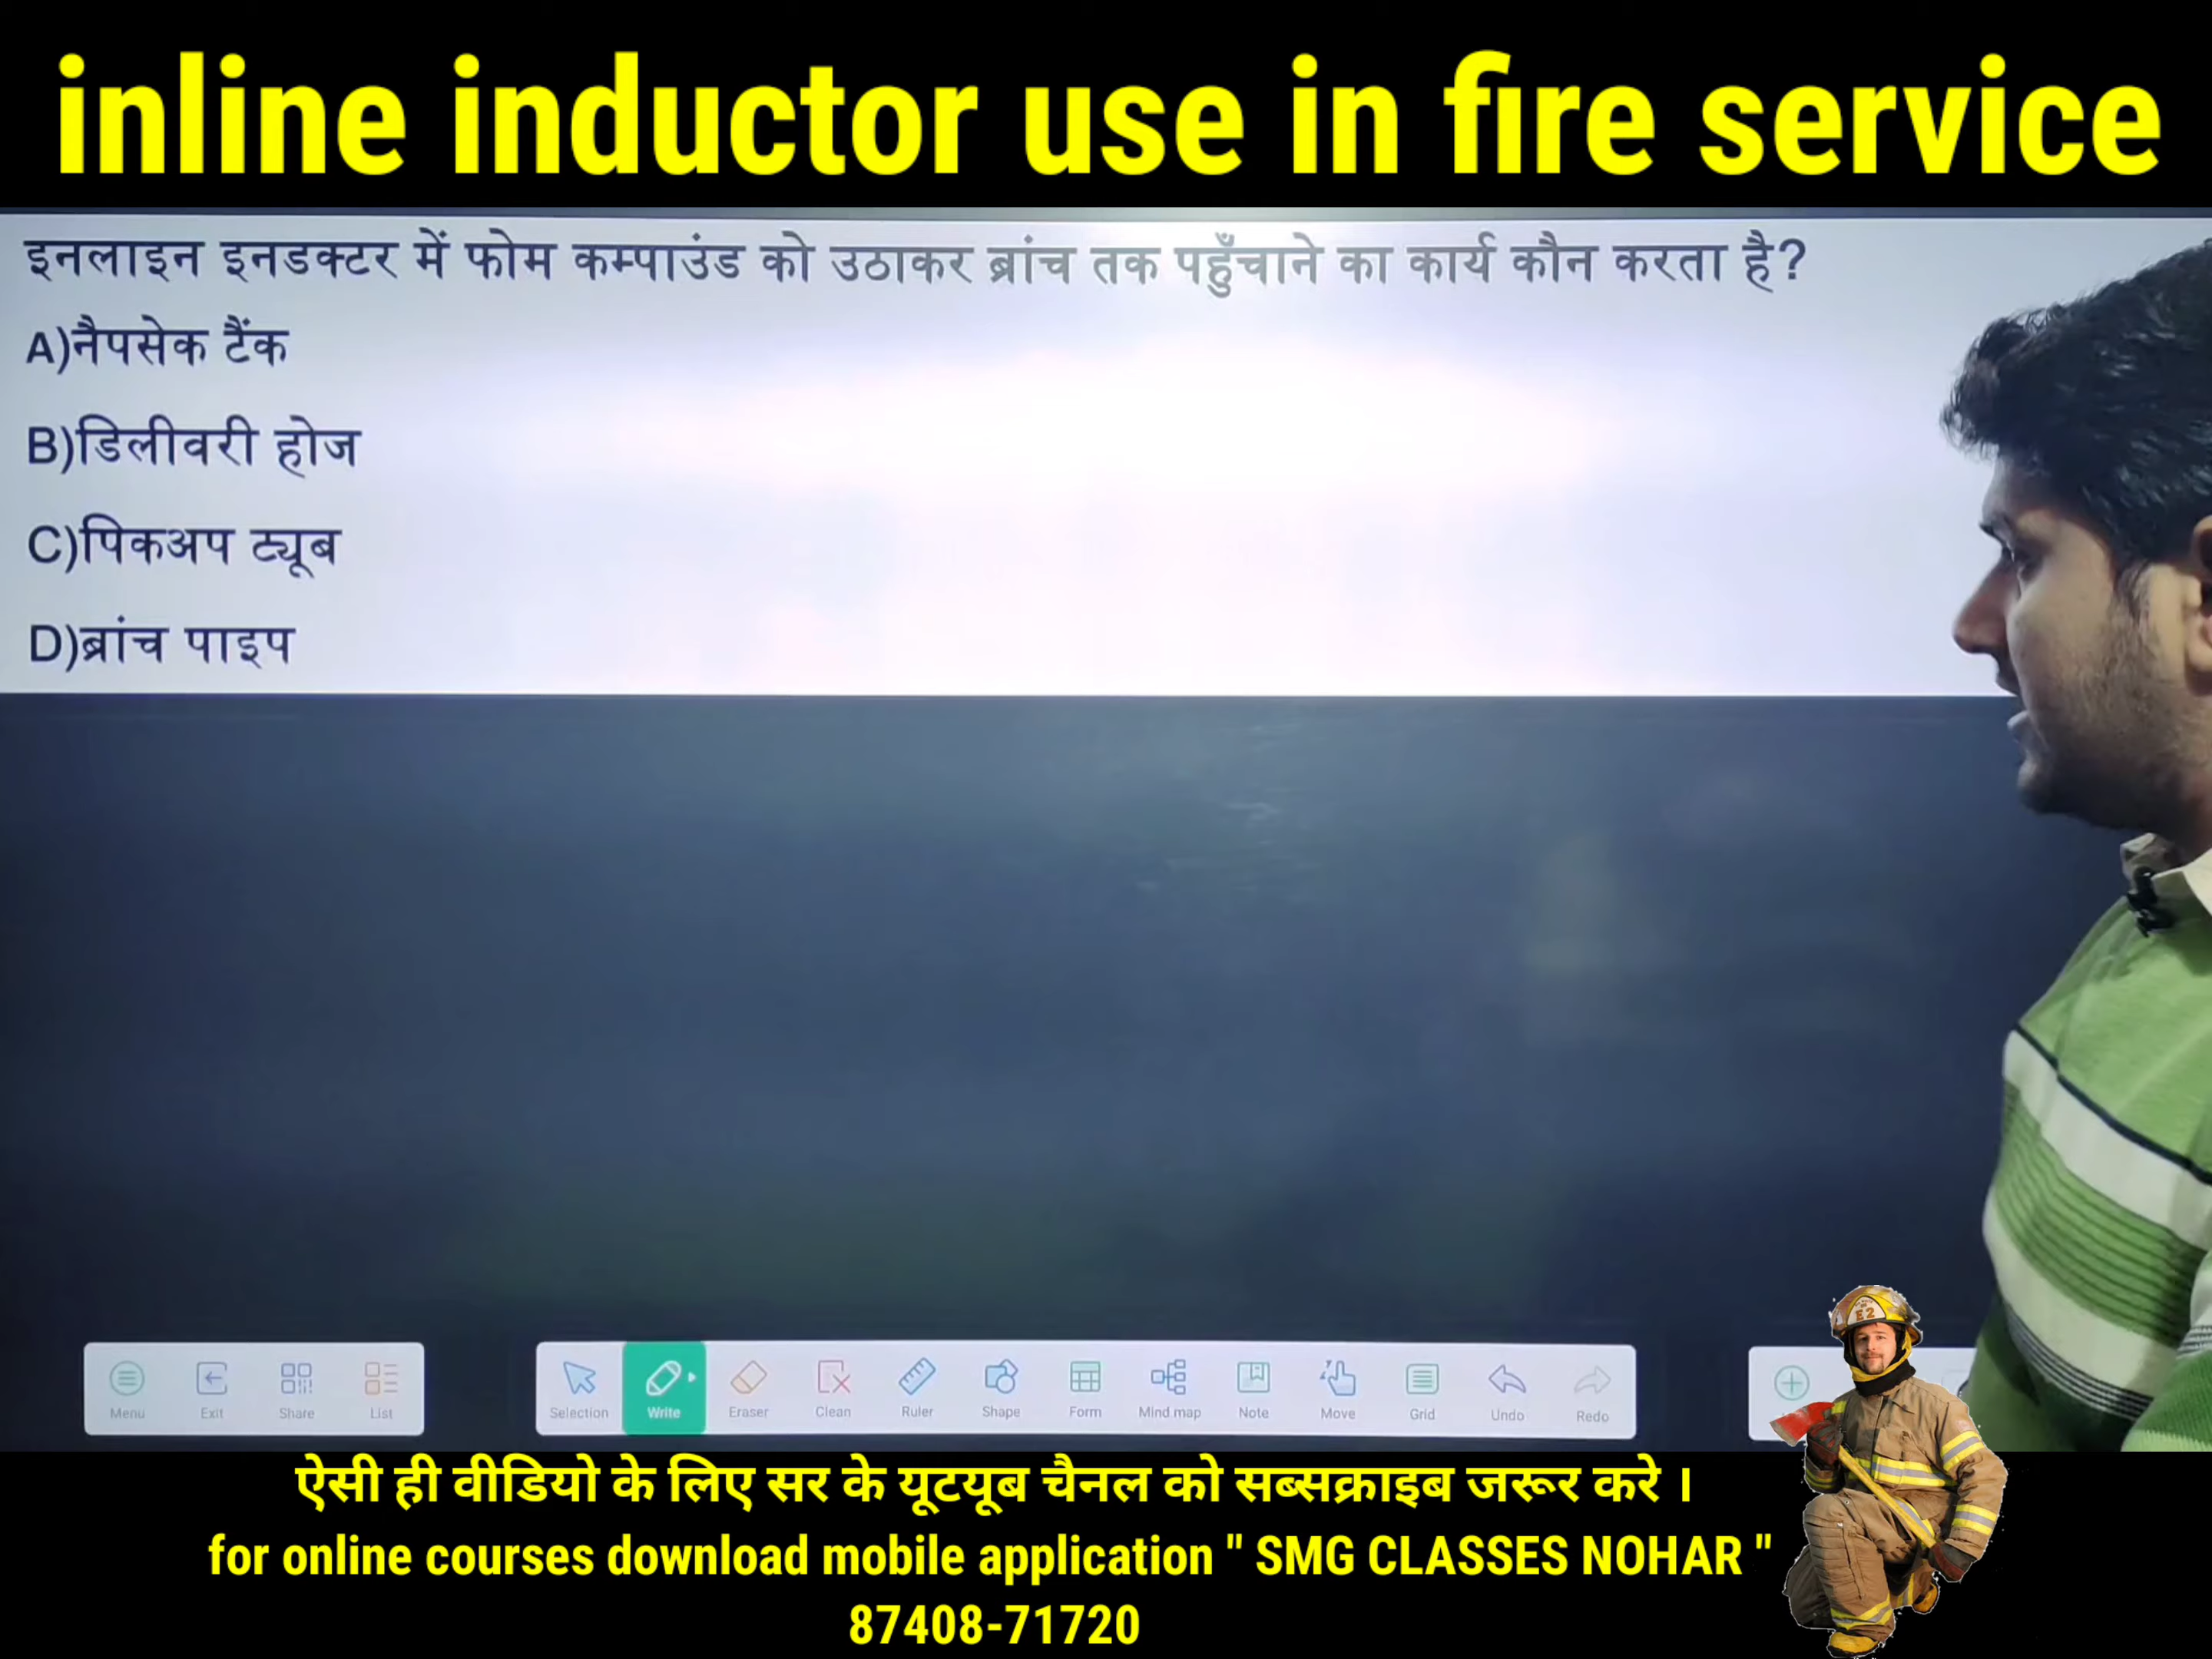 inline inductor use in fire service
इनलाइन इनडक्टर में फोम कम्पाउंड को उठाकर ब्रांच तक पहुँचाने का कार्य कौन करता है?
A)नैपसेक टैंक
B)डिलीवरी होज
C)पिकअप ट्यूब
D)ब्रांच पाइप
E2
Menu Exit Share List Selection Write Eraser Clean Ruler Shape Form Mind map Note Move Grid Undo Redo
ऐसी ही वीडियो के लिए सर के यूटयूब चैनल को सब्सक्राइब जरूर करे ।
for online courses download mobile application " SMG CLASSES NOHAR "
87408-71720